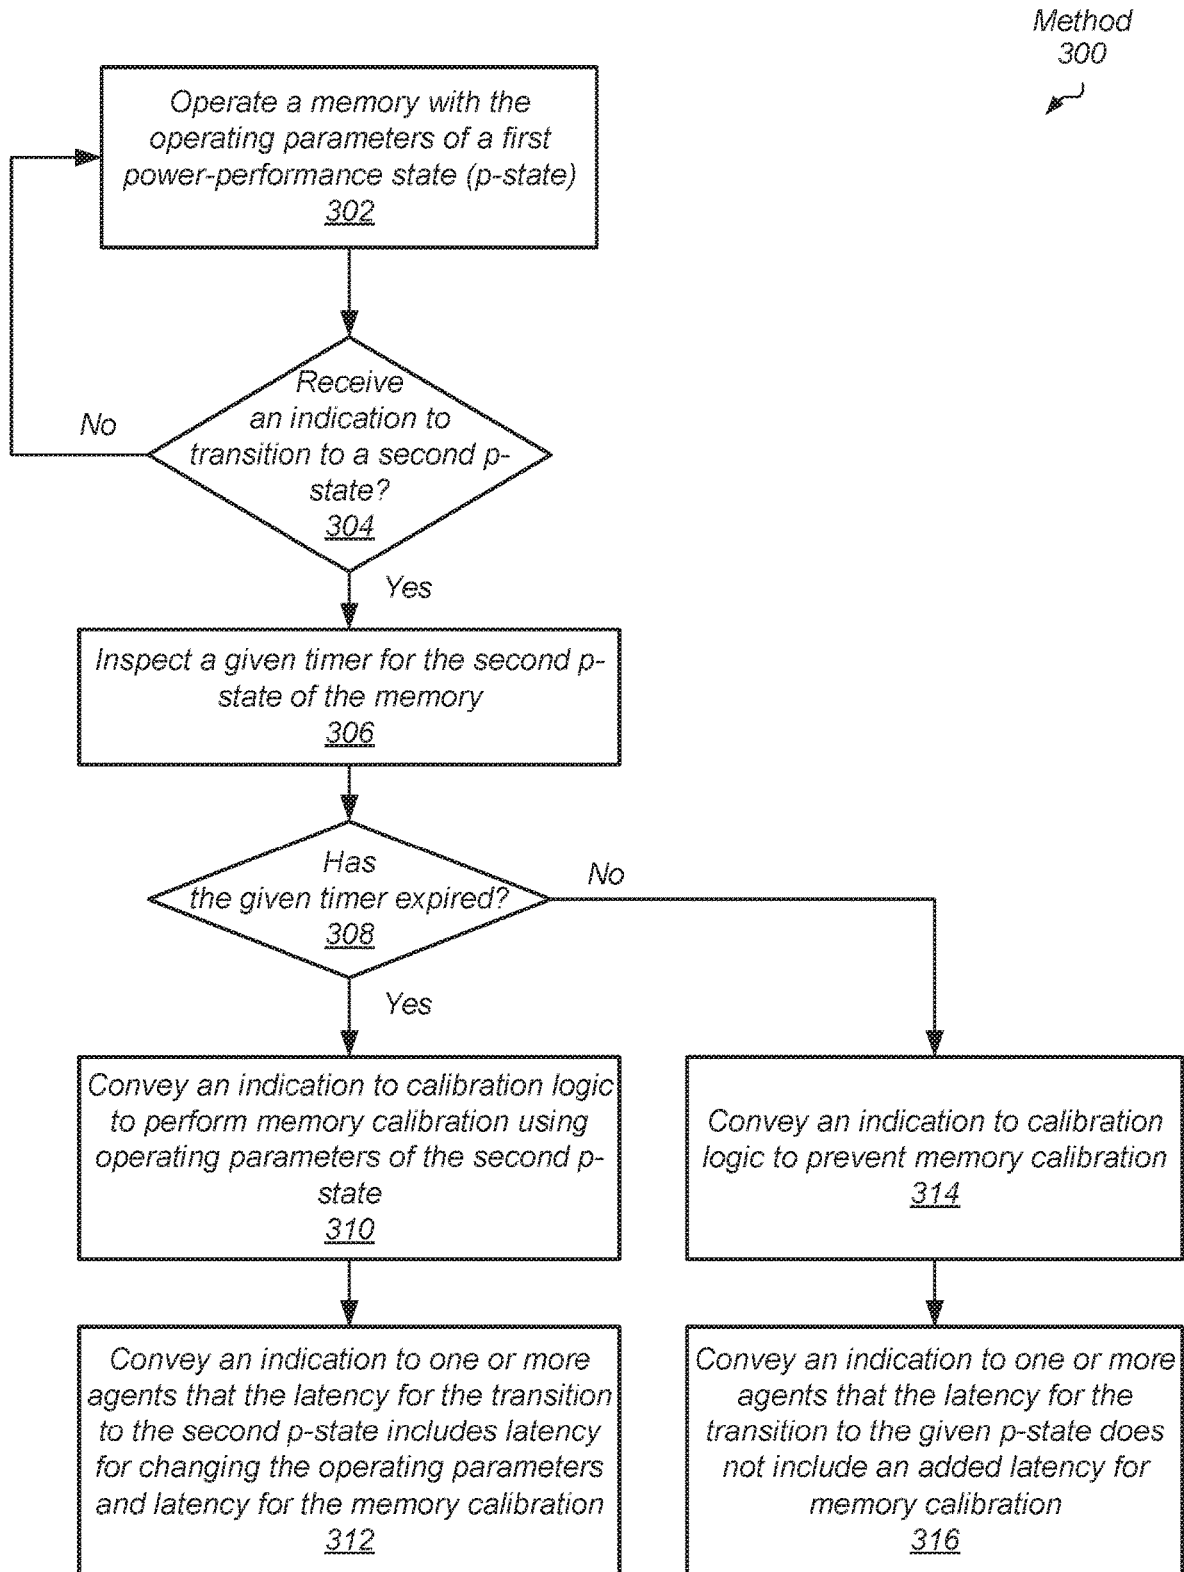 Method
300
Operate a memory with the
operating parameters of a first
power-performance state (p-state)
302
Receive
an indication to
transition to a second p-
state?
304
No
Yes
Inspect a given timer for the second p-
state of the memory
306
Has
the given timer expired?
308
No
Yes
Convey an indication to calibration logic
to perform memory calibration using
operating parameters of the second p-
state
310
Convey an indication to calibration
logic to prevent memory calibration
314
Convey an indication to one or more
agents that the latency for the transition
to the second p-state includes latency
for changing the operating parameters
and latency for the memory calibration
312
Convey an indication to one or more
agents that the latency for the
transition to the given p-state does
not include an added latency for
memory calibration
316